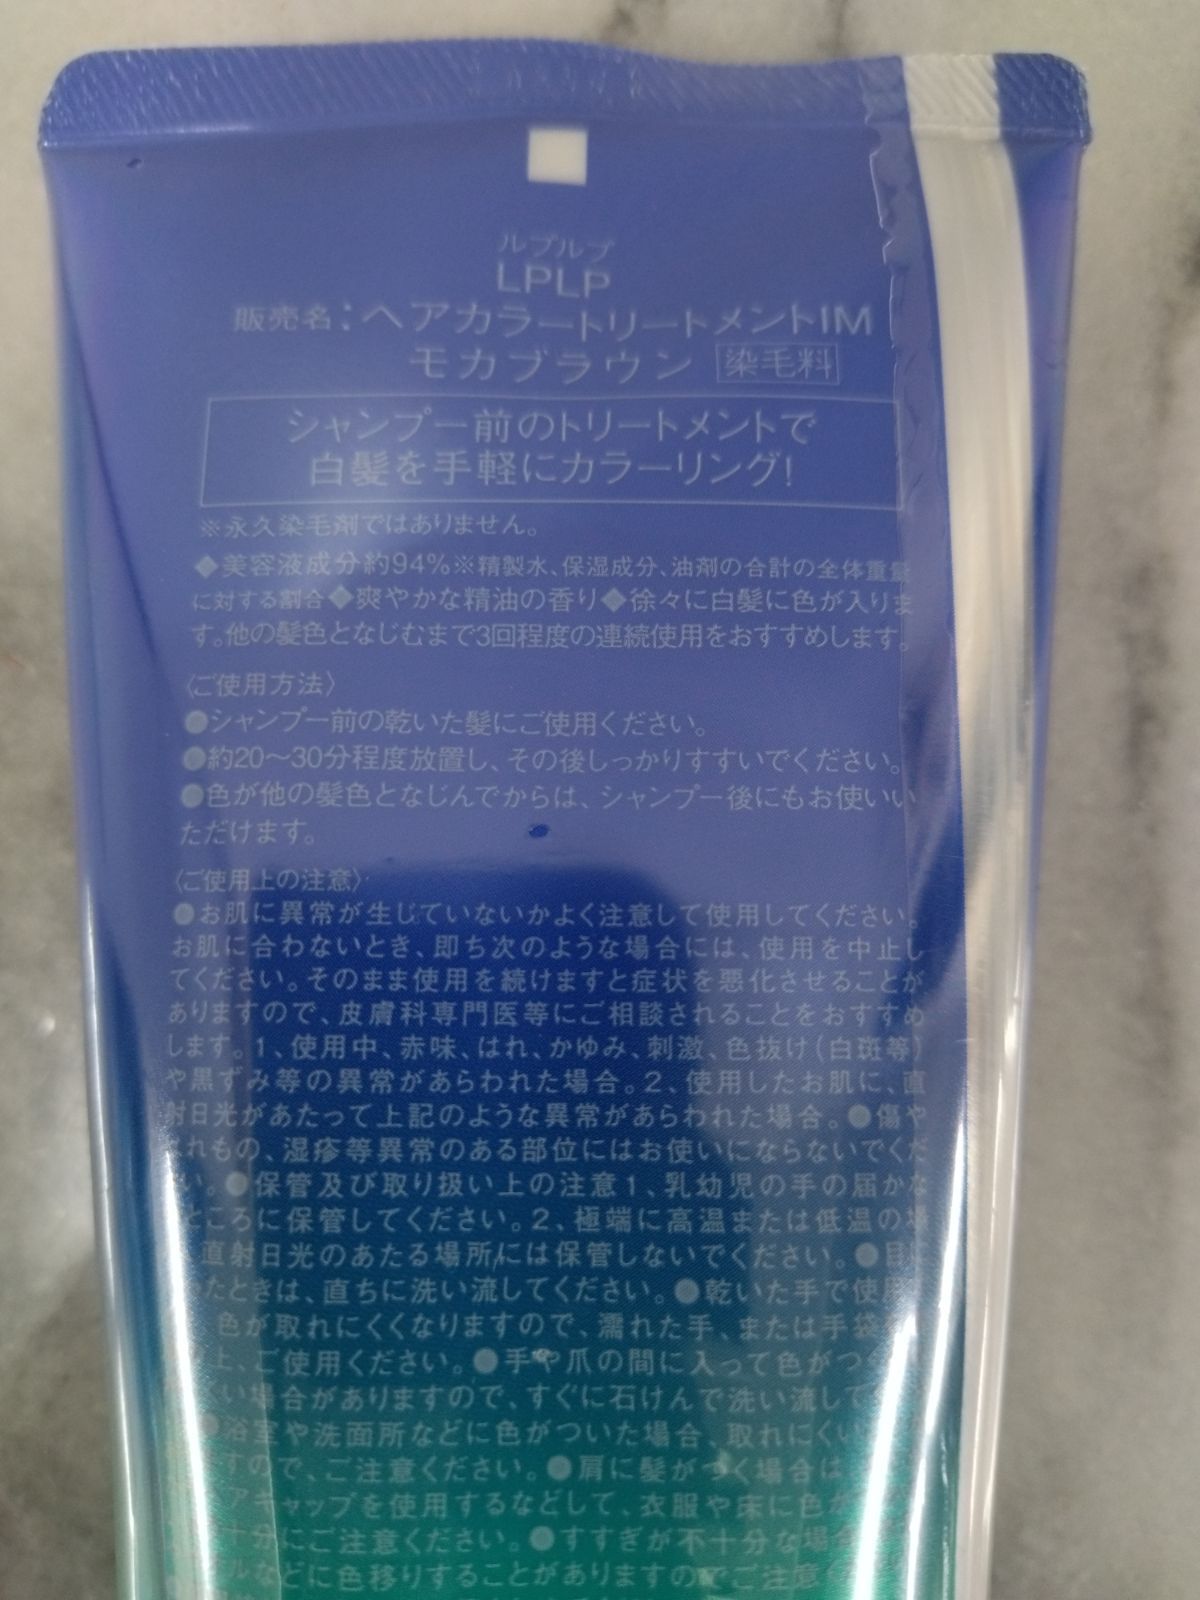 ルプルプ
LPLP
販売名：ヘアカラートリートメントIM
モカブラウン 染毛料
シャンプー前のトリートメントで
白髪を手軽にカラーリング!
※永久染毛剤ではありません。
◆美容液成分約94%※精製水、保湿成分、油剤の合計の全体重量
に対する割合◆爽やかな精油の香り◆徐々に白髪に色が入りま
す。他の髪色となじむまで3回程度の連続使用をおすすめします。
〈ご使用方法〉
●シャンプー前の乾いた髪にご使用ください。
●約20～30分程度放置し、その後しっかりすすいでください。
●色が他の髪色となじんでからは、シャンプー後にもお使いい
ただけます。
〈ご使用上の注意〉
●お肌に異常が生じていないかよく注意して使用してください。
お肌に合わないとき、即ち次のような場合には、使用を中止し
てください。そのまま使用を続けますと症状を悪化させることが
ありますので、皮膚科専門医等にご相談されることをおすすめ
します。1、使用中、赤味、はれ、かゆみ、刺激、色抜け(白斑等)
や黒ずみ等の異常があらわれた場合。2、使用したお肌に、直
射日光があたって上記のような異常があらわれた場合。●傷や
れもの、湿疹等異常のある部位にはお使いにならないでくだ
い。●保管及び取り扱い上の注意1、乳幼児の手の届かな
ところに保管してください。2、極端に高温または低温の場
直射日光のあたる場所には保管しないでください。●目に
ったときは、直ちに洗い流してください。●乾いた手で使用
色が取れにくくなりますので、濡れた手、または手袋
上、ご使用ください。●手や爪の間に入って色がつ
くい場合がありますので、すぐに石けんで洗い流して
●浴室や洗面所などに色がついた場合、取れにくい
すので、ご注意ください。●肩に髪がつく場合は
アキャップを使用するなどして、衣服や床に色が
十分にご注意ください。●すすぎが不十分な場合
ルなどに色移りすることがありますのでご注意